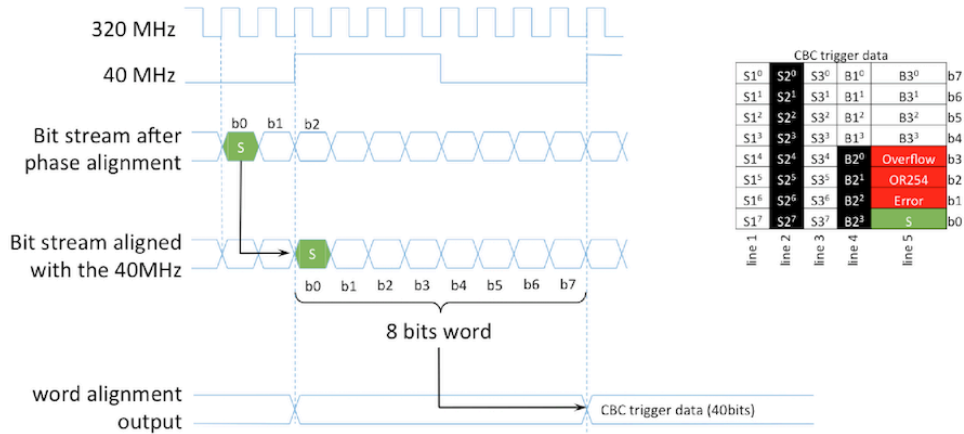 320 MHz
40 MHz
Bit stream after
phase alignment
b0 b1 b2
S
Bit stream aligned
with the 40MHz
S
b0 b1 b2 b3 b4 b5 b6 b7
8 bits word
word alignment
output
CBC trigger data (40bits)
CBC trigger data
S1⁰ S2⁰ S3⁰ B1⁰ B3⁰ b7
S1¹ S2¹ S3¹ B1¹ B3¹ b6
S1² S2² S3² B1² B3² b5
S1³ S2³ S3³ B1³ B3³ b4
S1⁴ S2⁴ S3⁴ B2⁰ Overflow b3
S1⁵ S2⁵ S3⁵ B2¹ OR254 b2
S1⁶ S2⁶ S3⁶ B2² Error b1
S1⁷ S2⁷ S3⁷ B2³ S b0
line 1 line 2 line 3 line 4 line 5